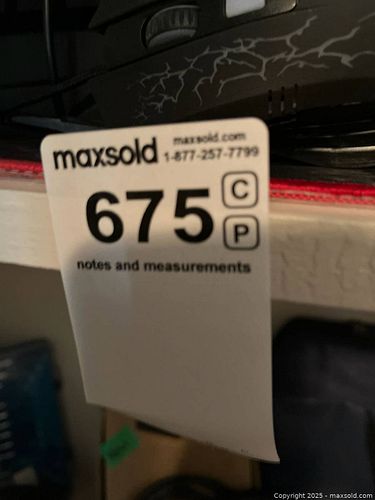 maxsold
maxsold.com
1-877-257-7799
675
C
P
notes and measurements
Copyright © 2025 - maxsold.com